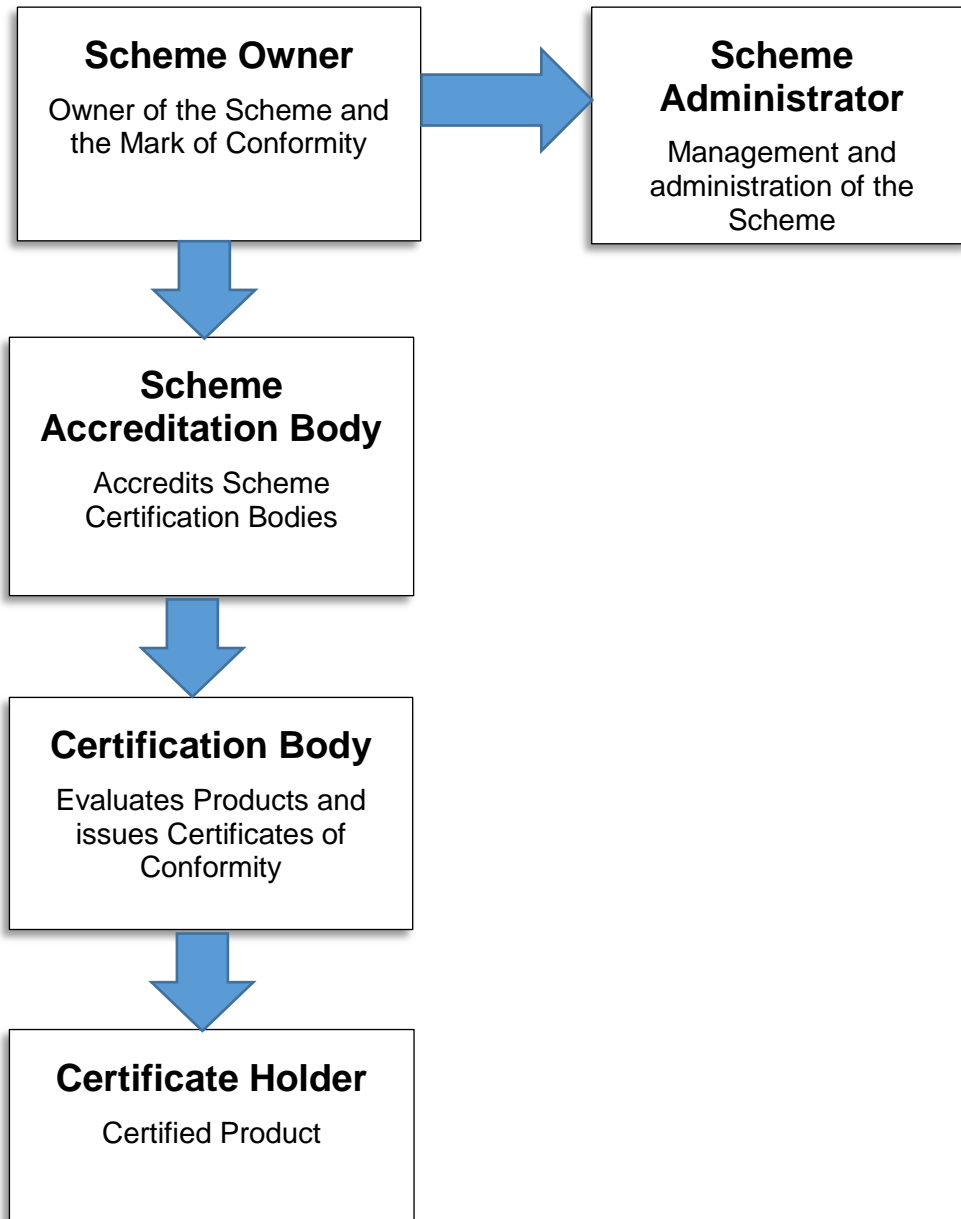 Scheme Owner
Owner of the Scheme and
the Mark of Conformity
Scheme
Administrator
Management and
administration of the
Scheme
Scheme
Accreditation Body
Accredits Scheme
Certification Bodies
Certification Body
Evaluates Products and
issues Certificates of
Conformity
Certificate Holder
Certified Product